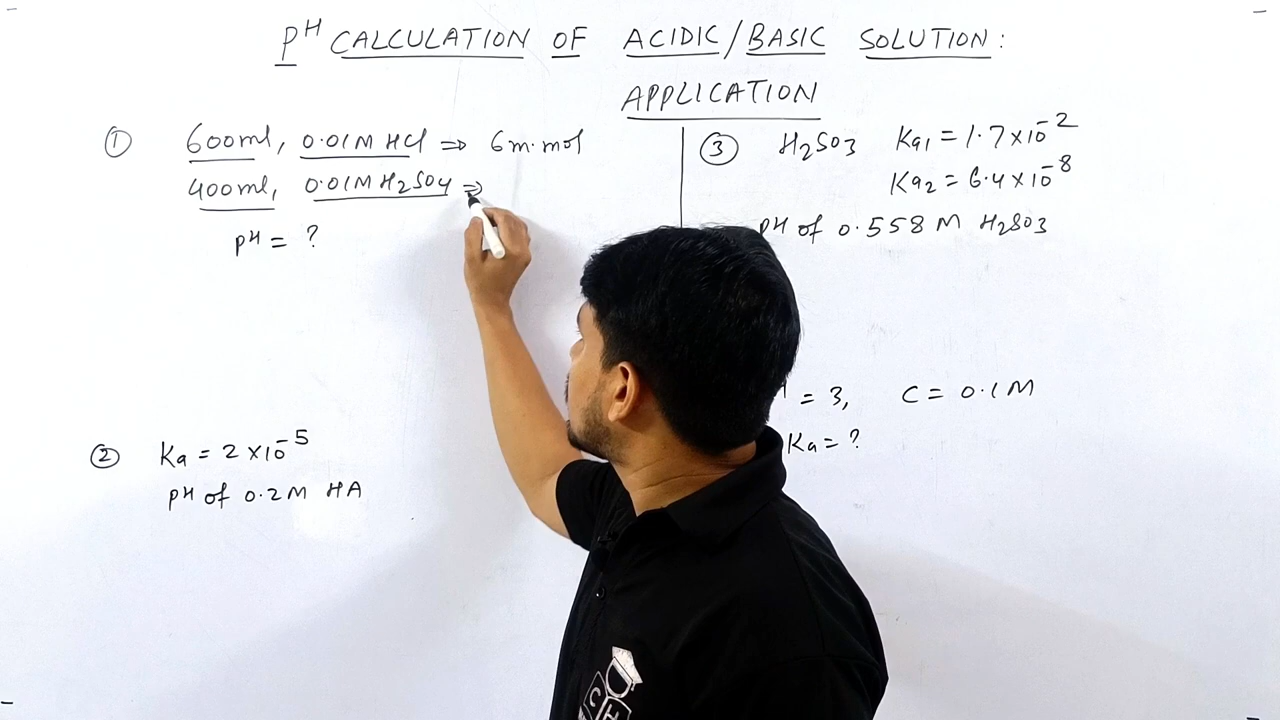 pH CALCULATION OF ACIDIC/BASIC SOLUTION:
APPLICATION
① 600ml, 0.01M HCl ⇒ 6 m.mol
400ml, 0.01M H2SO4 ⇒
pH = ?
② Ka = 2×10^-5
pH of 0.2M HA
③ H2SO3 Ka1 = 1.7×10^-2
Ka2 = 6.4×10^-8
pH of 0.558 M H2SO3
= 3, C = 0.1M
Ka = ?
C H